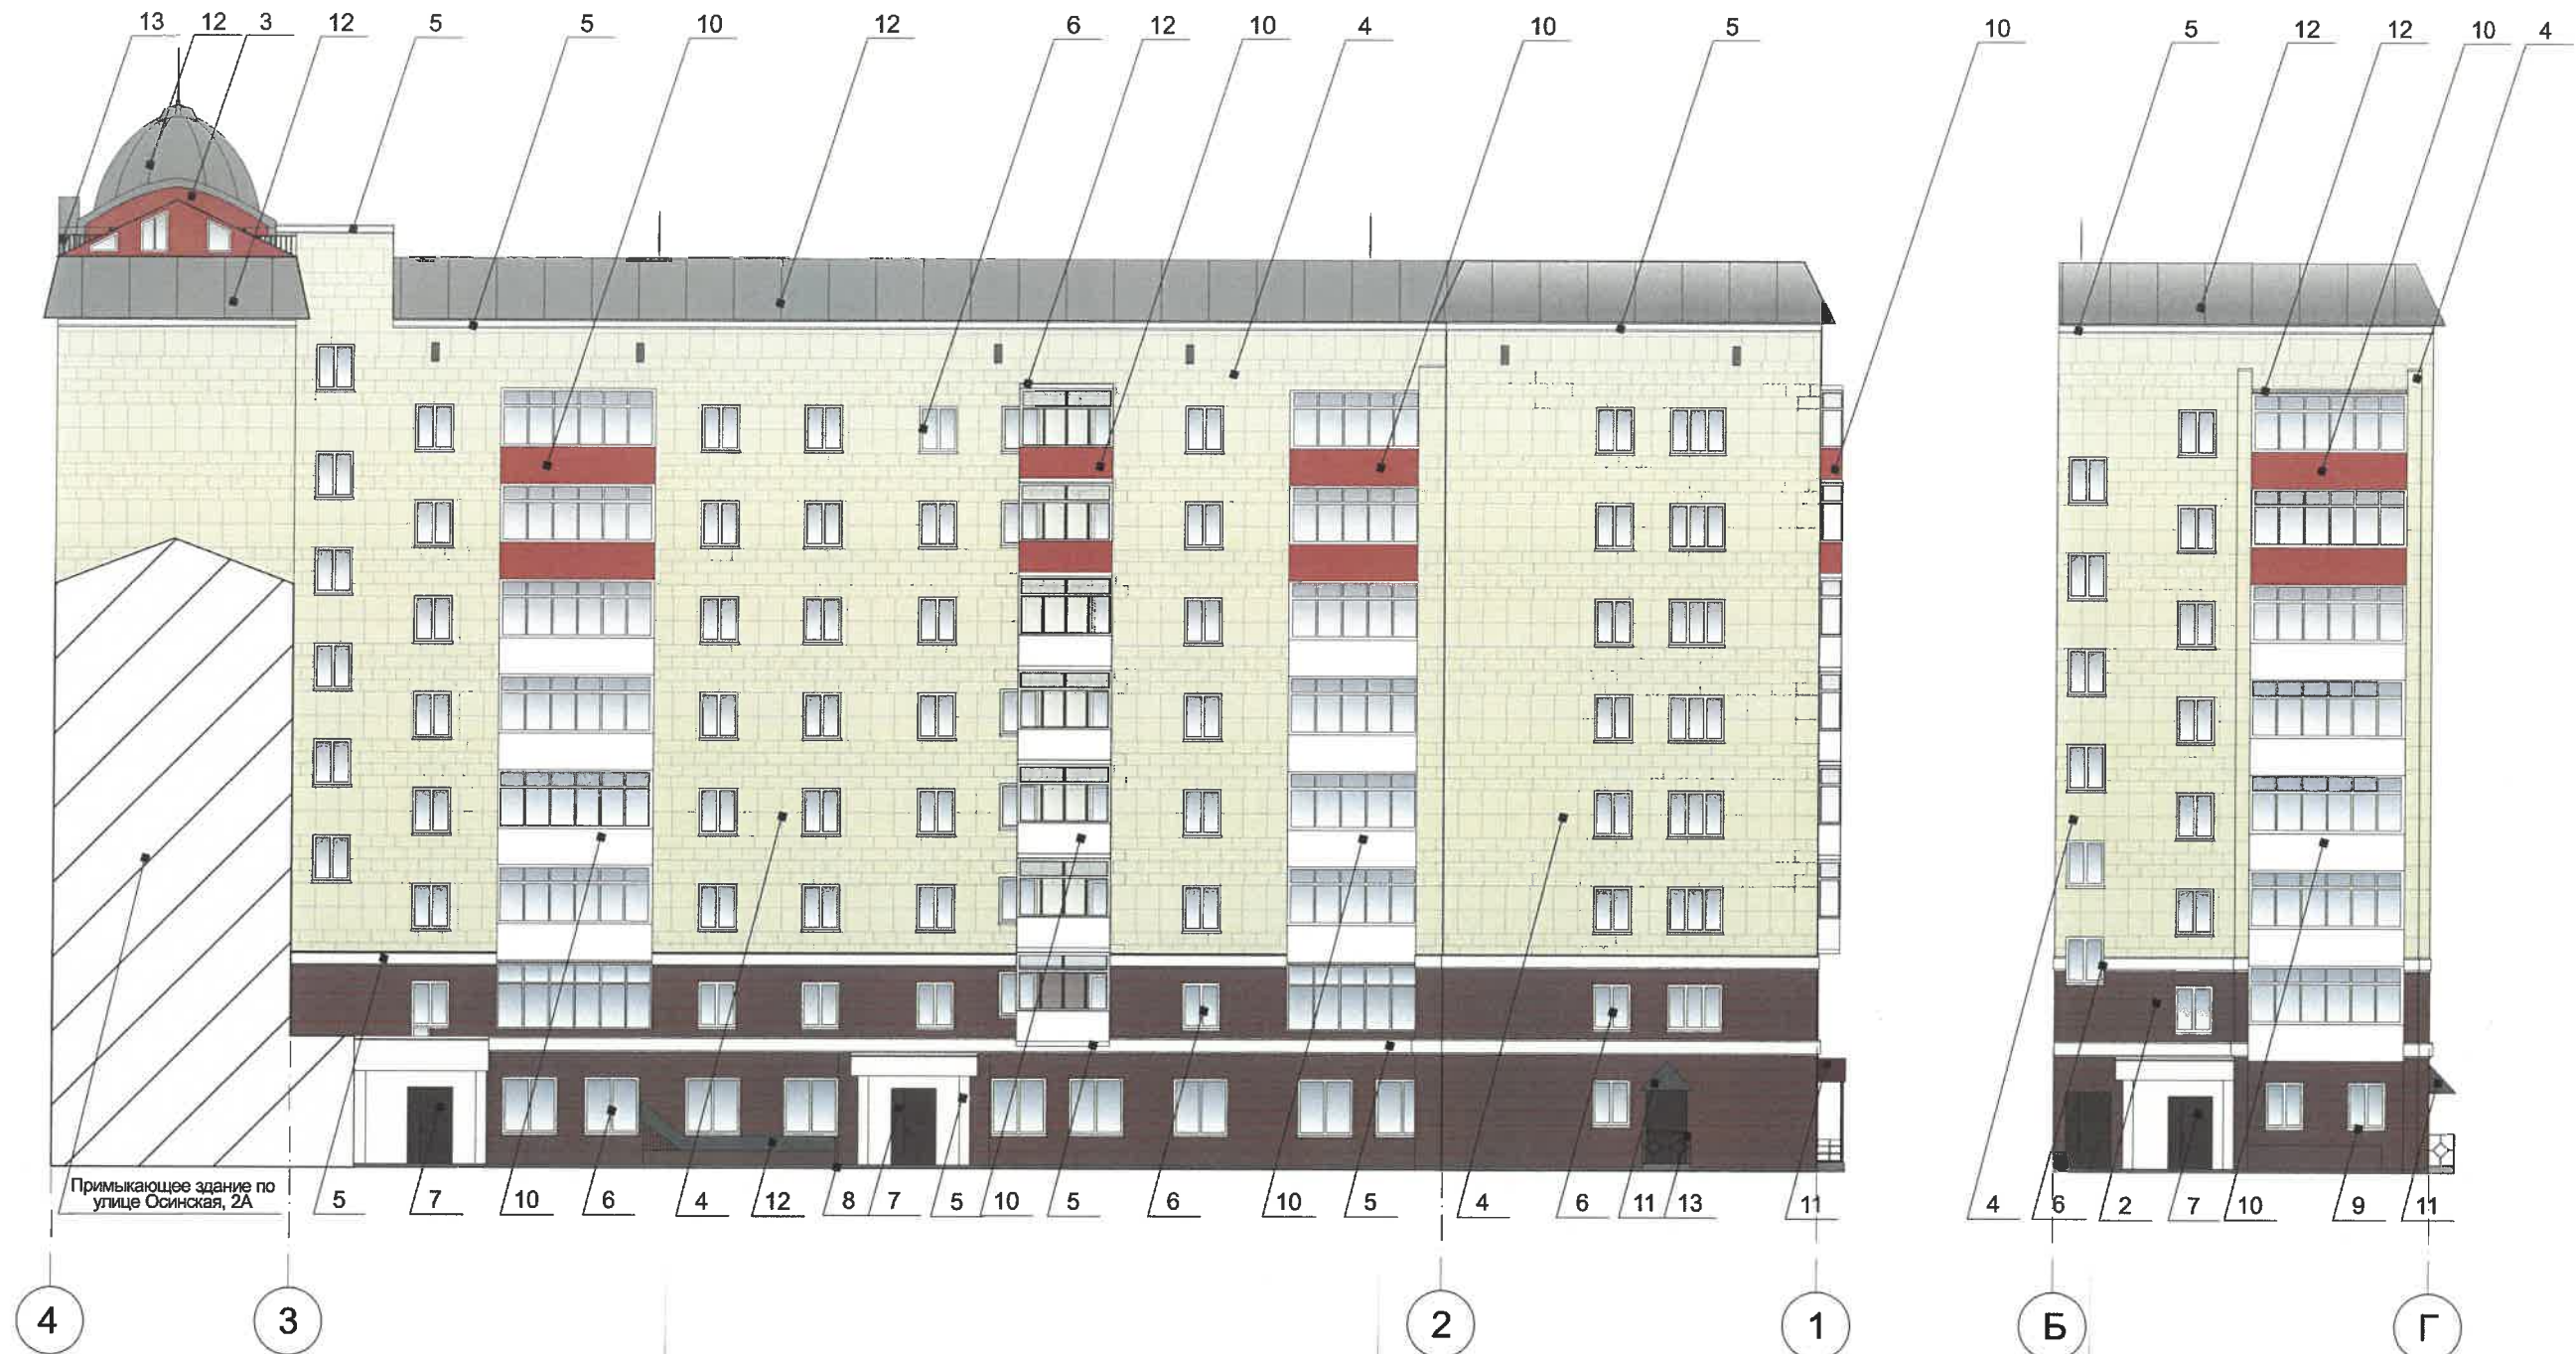 13 12 3 12 5 5 10 12 6 12 10 4 10 5 10 5 12 12 10 4
Примыкающее здание по
улице Осинская, 2А
5 7 10 6 4 12 8 7 5 10 5 6 10 5 4 6 11 13 11 4 6 2 7 10 9 11
4 3 2 1 Б Г